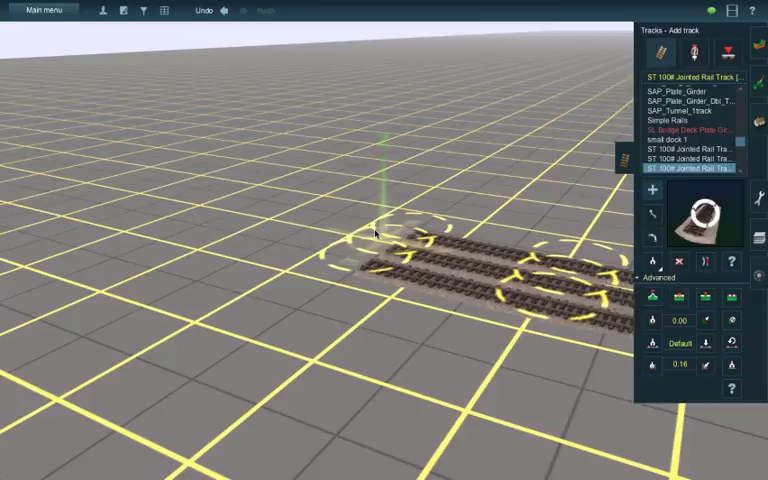 Main menu
Undo
Redo
Tracks - Add track
ST 100# Jointed Rail Track [...
SAP_Plate_Girder
SAP_Plate_Girder_Dbl_T...
SAP_Tunnel_1track
Simple Rails
SL Bridge Deck Plate Gir...
small dock 1
ST 100# Jointed Rail Tra...
ST 100# Jointed Rail Tra...
ST 100# Jointed Rail Tra...
?
Advanced
0.00
Default
0.16
?